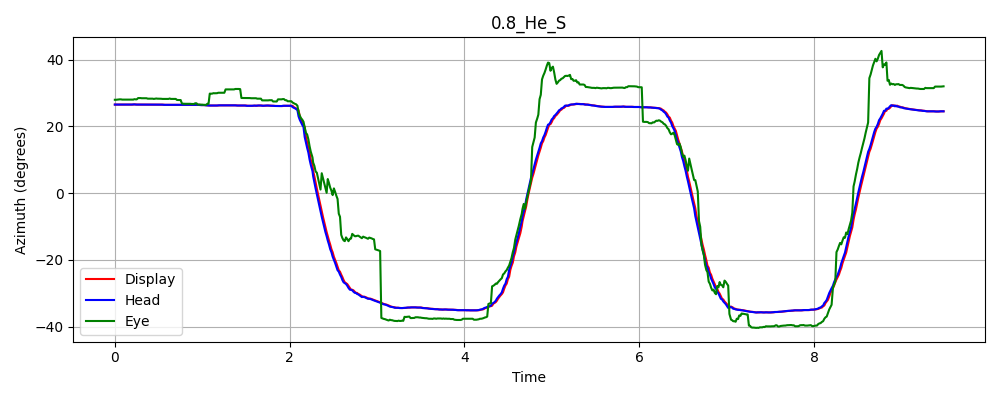 0.8_He_S
Azimuth (degrees)
40
20
0
−20
−40
Display
Head
Eye
0 2 4 6 8
Time